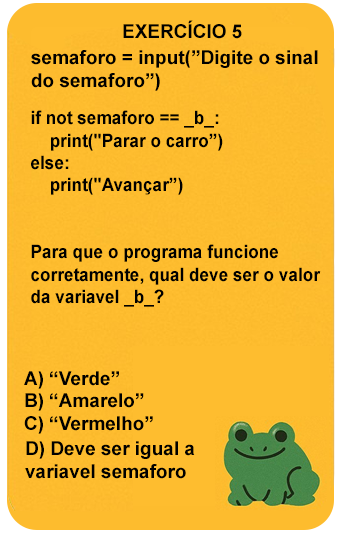 EXERCÍCIO 5
semaforo = input(”Digite o sinal
do semaforo”)
if not semaforo == _b_:
print("Parar o carro”)
else:
print("Avançar”)
Para que o programa funcione
corretamente, qual deve ser o valor
da variavel _b_?
A) “Verde”
B) “Amarelo”
C) “Vermelho”
D) Deve ser igual a
variavel semaforo